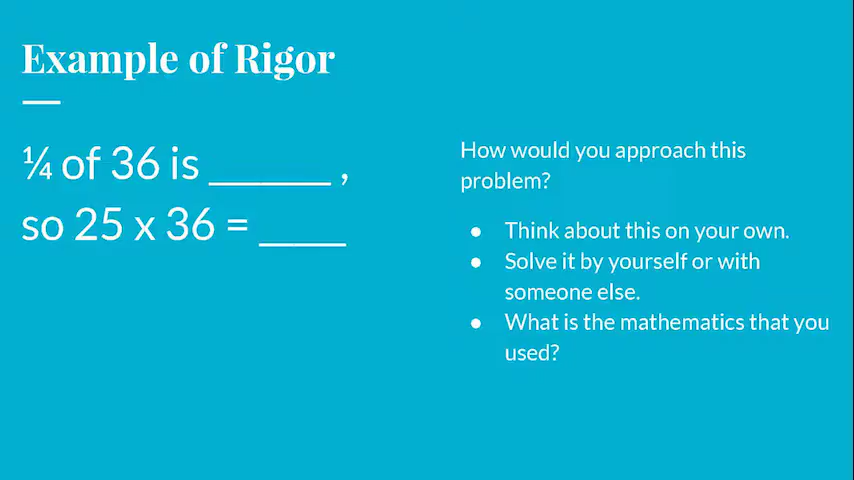 Example of Rigor
¼ of 36 is ______ ,
so 25 x 36 = ____
How would you approach this
problem?
● Think about this on your own.
● Solve it by yourself or with
someone else.
● What is the mathematics that you
used?